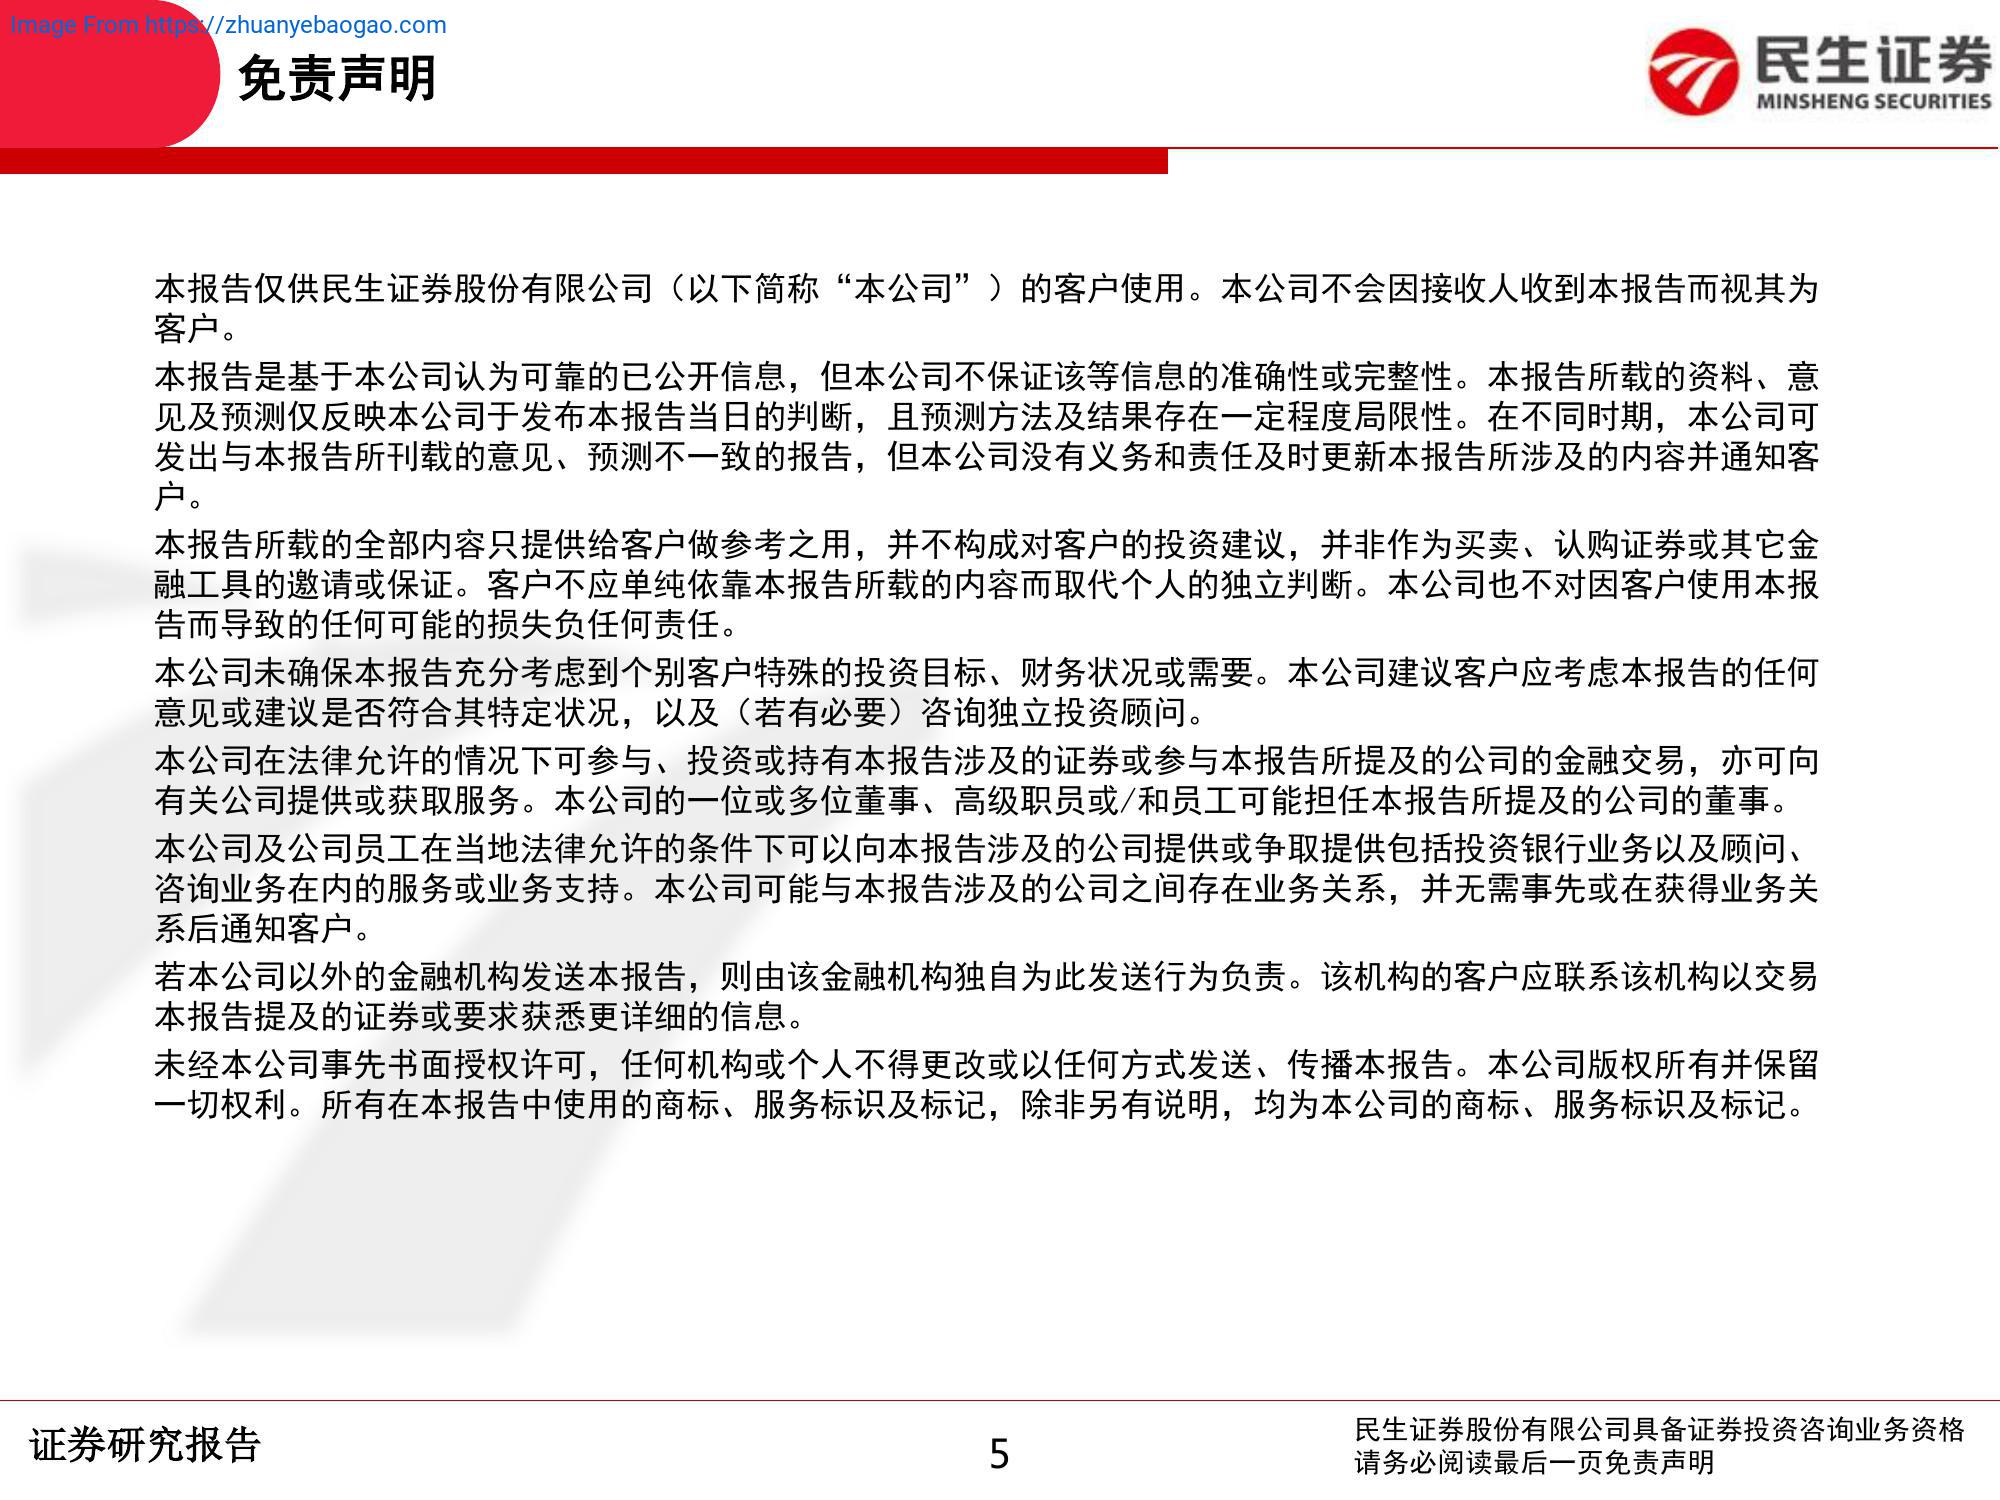 Image From https://zhuanyebaogao.com
免责声明
民生证券
MINSHENG SECURITIES
本报告仅供民生证券股份有限公司（以下简称“本公司”）的客户使用。本公司不会因接收人收到本报告而视其为
客户。
本报告是基于本公司认为可靠的已公开信息，但本公司不保证该等信息的准确性或完整性。本报告所载的资料、意
见及预测仅反映本公司于发布本报告当日的判断，且预测方法及结果存在一定程度局限性。在不同时期，本公司可
发出与本报告所刊载的意见、预测不一致的报告，但本公司没有义务和责任及时更新本报告所涉及的内容并通知客
户。
本报告所载的全部内容只提供给客户做参考之用，并不构成对客户的投资建议，并非作为买卖、认购证券或其它金
融工具的邀请或保证。客户不应单纯依靠本报告所载的内容而取代个人的独立判断。本公司也不对因客户使用本报
告而导致的任何可能的损失负任何责任。
本公司未确保本报告充分考虑到个别客户特殊的投资目标、财务状况或需要。本公司建议客户应考虑本报告的任何
意见或建议是否符合其特定状况，以及（若有必要）咨询独立投资顾问。
本公司在法律允许的情况下可参与、投资或持有本报告涉及的证券或参与本报告所提及的公司的金融交易，亦可向
有关公司提供或获取服务。本公司的一位或多位董事、高级职员或/和员工可能担任本报告所提及的公司的董事。
本公司及公司员工在当地法律允许的条件下可以向本报告涉及的公司提供或争取提供包括投资银行业务以及顾问、
咨询业务在内的服务或业务支持。本公司可能与本报告涉及的公司之间存在业务关系，并无需事先或在获得业务关
系后通知客户。
若本公司以外的金融机构发送本报告，则由该金融机构独自为此发送行为负责。该机构的客户应联系该机构以交易
本报告提及的证券或要求获悉更详细的信息。
未经本公司事先书面授权许可，任何机构或个人不得更改或以任何方式发送、传播本报告。本公司版权所有并保留
一切权利。所有在本报告中使用的商标、服务标识及标记，除非另有说明，均为本公司的商标、服务标识及标记。
证券研究报告
5
民生证券股份有限公司具备证券投资咨询业务资格
请务必阅读最后一页免责声明